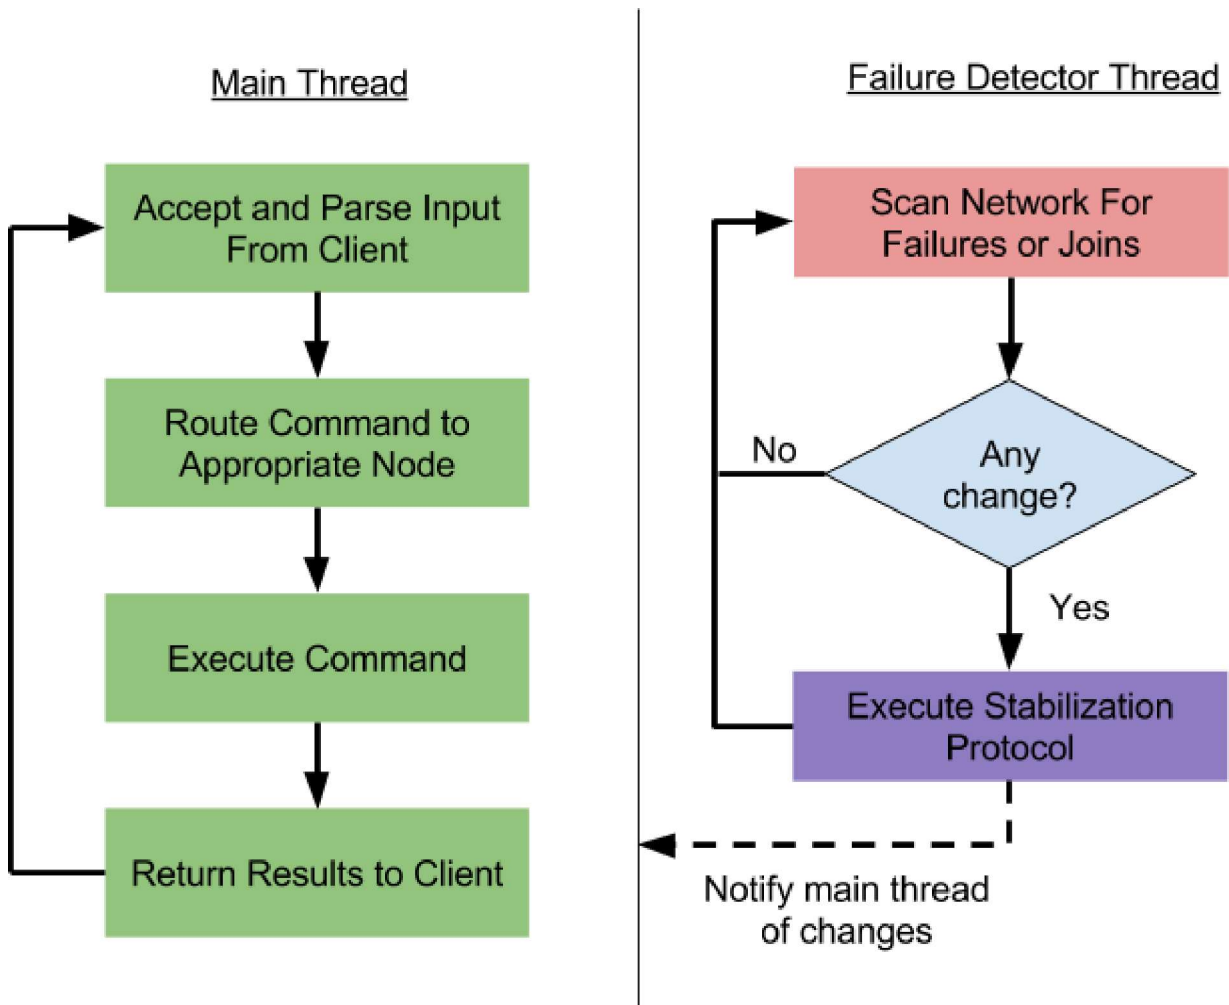 Main Thread
Accept and Parse Input
From Client
Route Command to
Appropriate Node
Execute Command
Return Results to Client
Failure Detector Thread
Scan Network For
Failures or Joins
Any
change?
No
Yes
Execute Stabilization
Protocol
Notify main thread
of changes